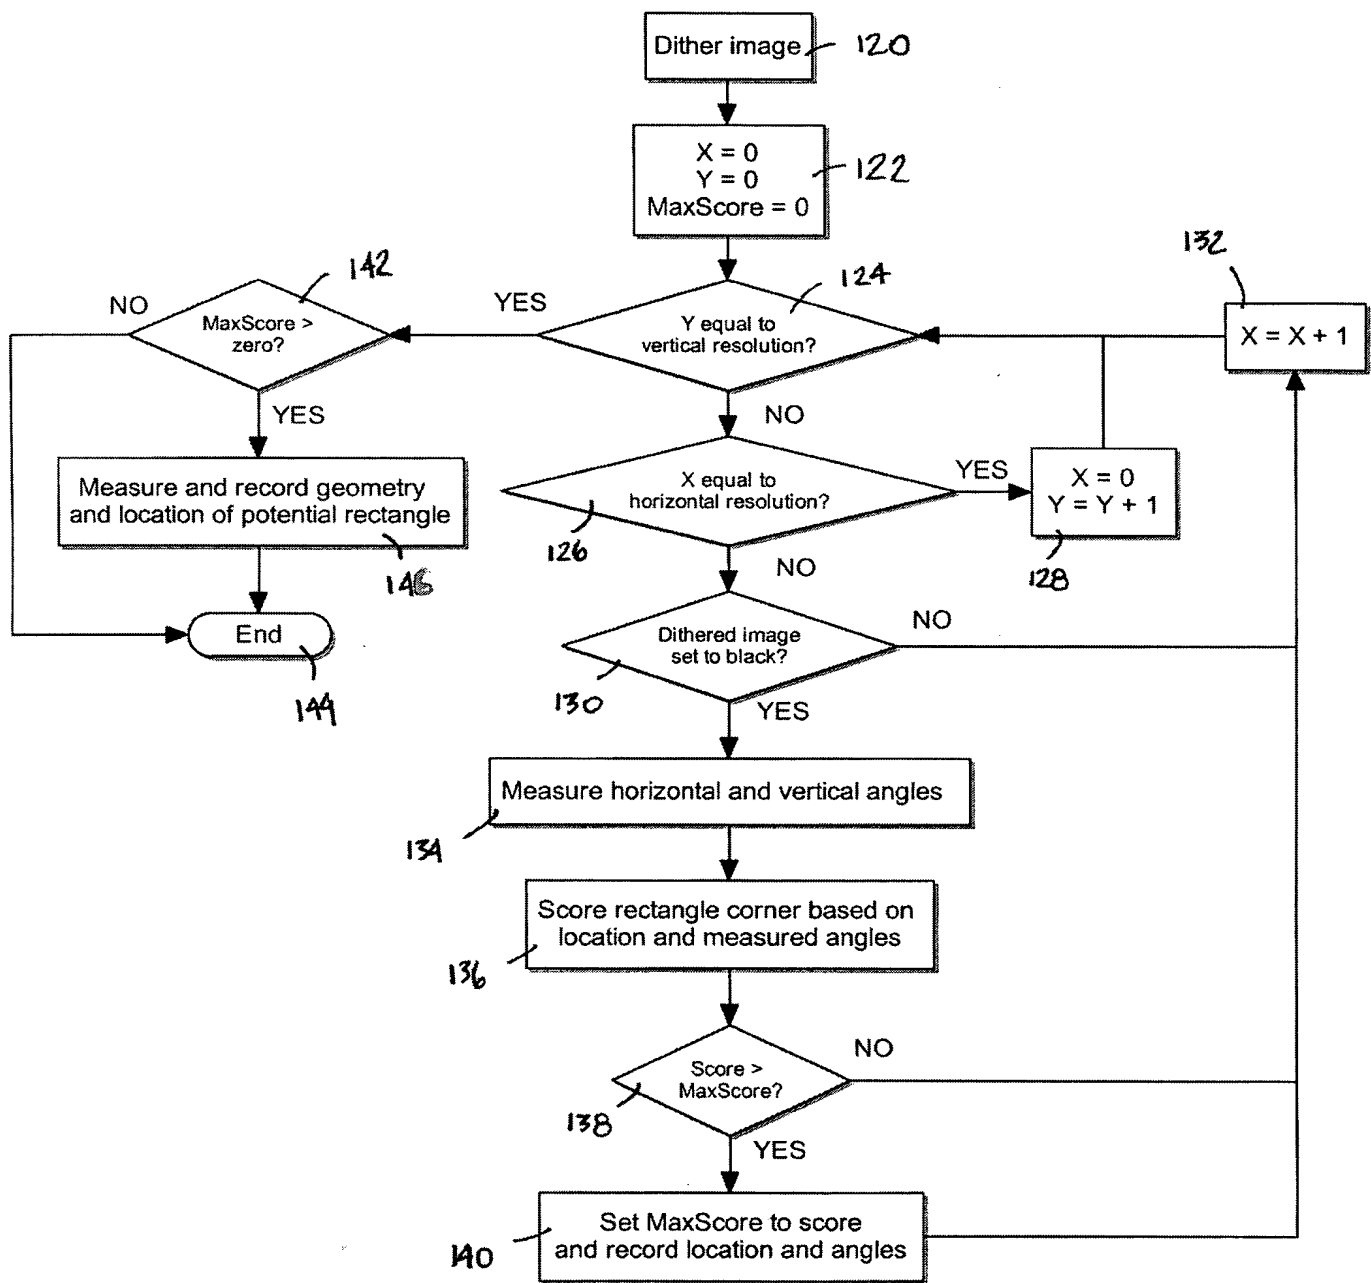 Dither image
120
X = 0
Y = 0
MaxScore = 0
122
132
142
124
NO
MaxScore >
zero?
YES
Y equal to
vertical resolution?
X = X + 1
YES
NO
Measure and record geometry
and location of potential rectangle
X equal to
horizontal resolution?
YES
X = 0
Y = Y + 1
126
128
146
NO
End
144
Dithered image
set to black?
NO
130
YES
Measure horizontal and vertical angles
134
Score rectangle corner based on
location and measured angles
136
Score >
MaxScore?
NO
138
YES
Set MaxScore to score
and record location and angles
140